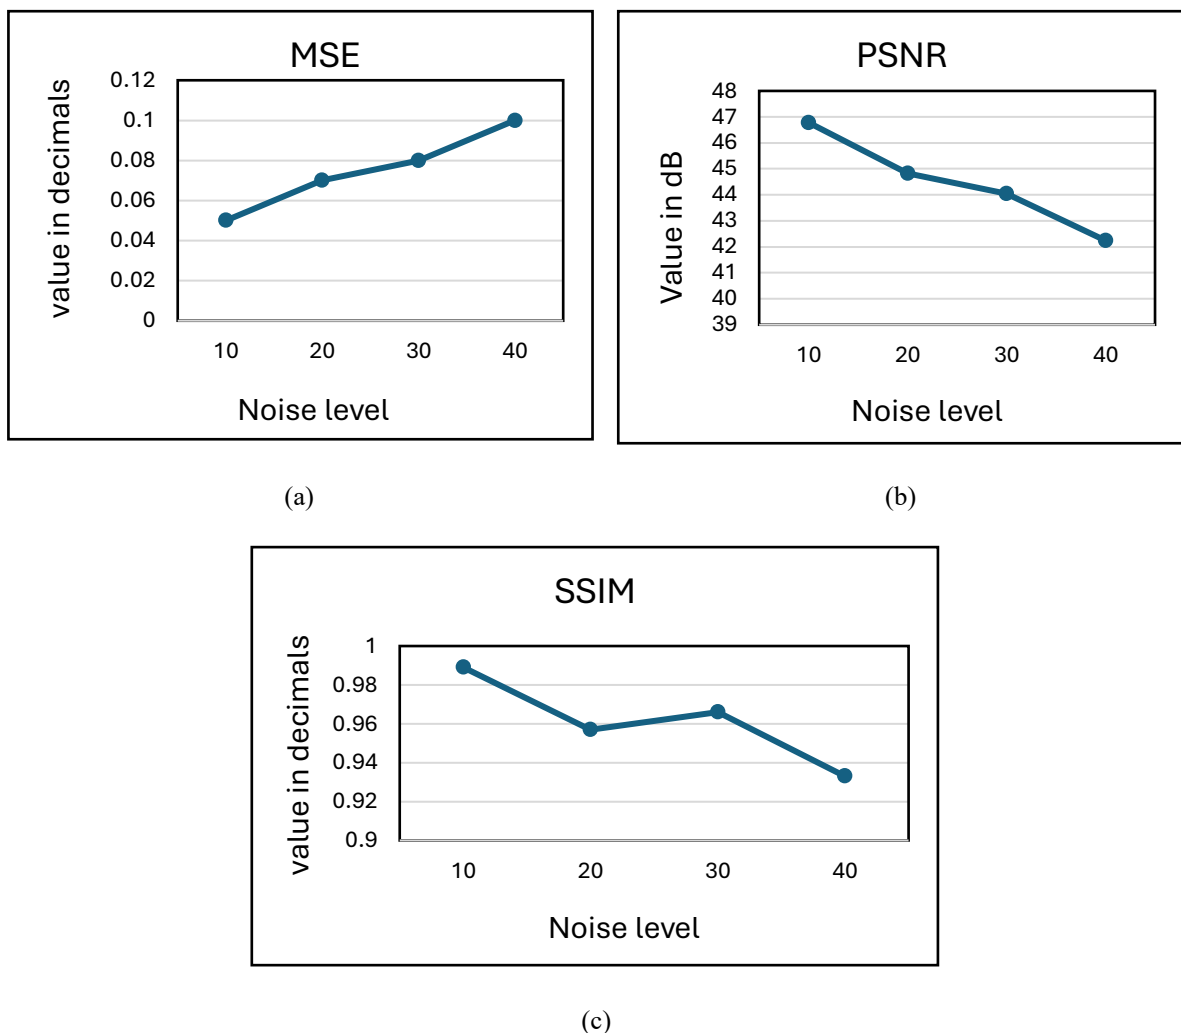 MSE
value in decimals
0.12
0.1
0.08
0.06
0.04
0.02
0
10 20 30 40
Noise level
(a)
PSNR
Value in dB
48
47
46
45
44
43
42
41
40
39
10 20 30 40
Noise level
(b)
SSIM
value in decimals
1
0.98
0.96
0.94
0.92
0.9
10 20 30 40
Noise level
(c)